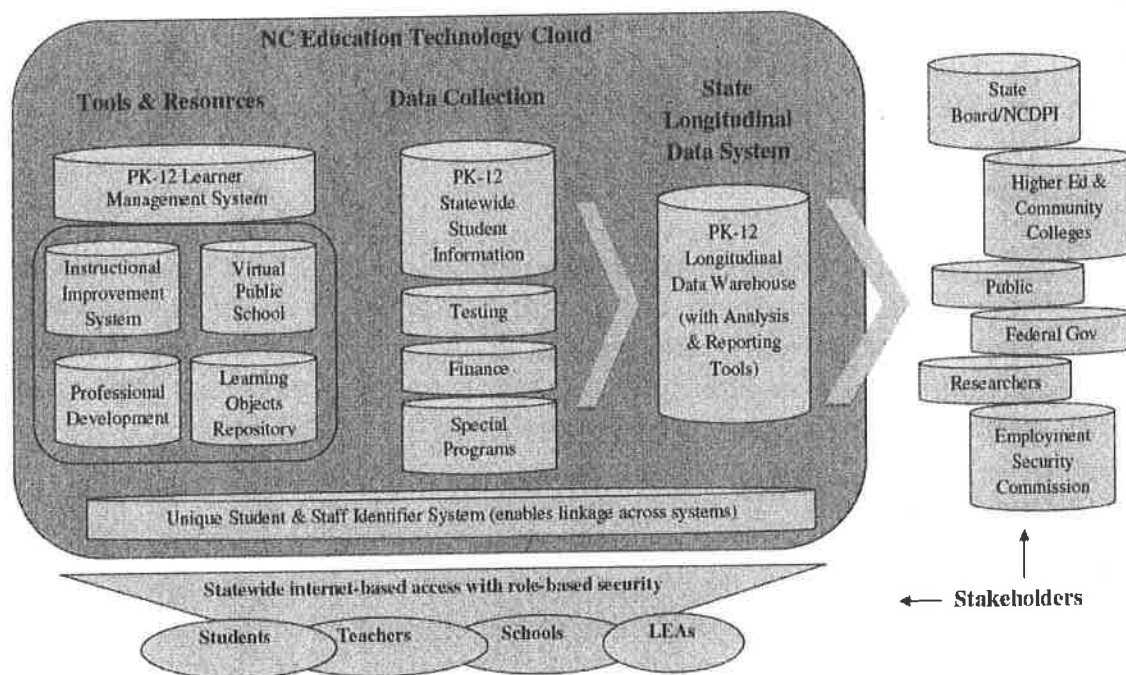 NC Education Technology Cloud
Tools & Resources
PK-12 Learner
Management System
Instructional
Improvement
System
Virtual
Public
School
Professional
Development
Learning
Objects
Repository
Data Collection
PK-12
Statewide
Student
Information
Testing
Finance
Special
Programs
State
Longitudinal
Data System
PK-12
Longitudinal
Data Warehouse
(with Analysis
& Reporting
Tools)
Unique Student & Staff Identifier System (enables linkage across systems)
Statewide internet-based access with role-based security
Students
Teachers
Schools
LEAs
State
Board/NCDPI
Higher Ed &
Community
Colleges
Public
Federal Gov
Researchers
Employment
Security
Commission
Stakeholders